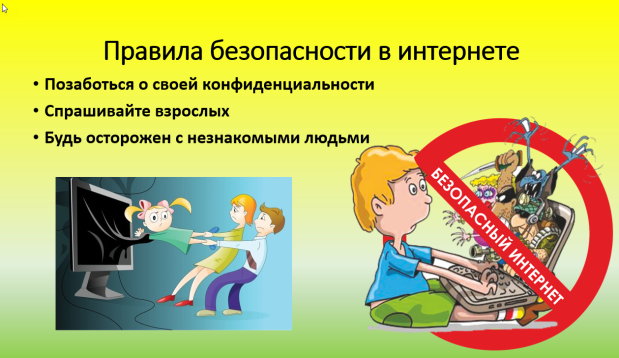 Правила безопасности в интернете
• Позаботься о своей конфиденциальности
• Спрашивайте взрослых
• Будь осторожен с незнакомыми людьми
БЕЗОПАСНЫЙ ИНТЕРНЕТ